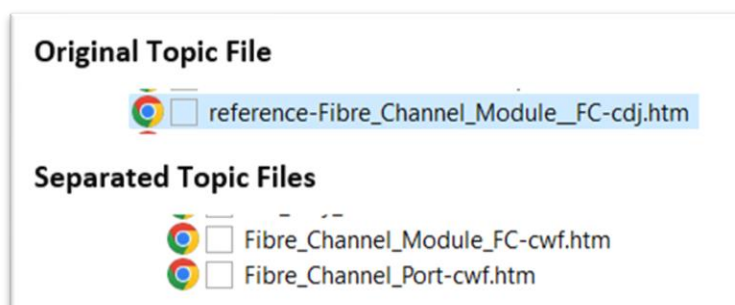 Original Topic File
reference-Fibre_Channel_Module__FC-cdj.htm
Separated Topic Files
Fibre_Channel_Module_FC-cwf.htm
Fibre_Channel_Port-cwf.htm